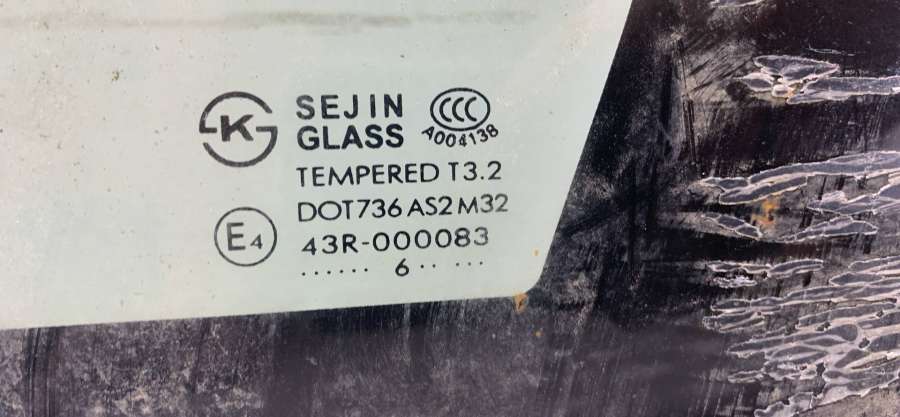 K SEJIN CCC
GLASS A004138
TEMPERED T3.2
DOT736 AS2 M32
E4 43R-000083
...... 6 .. ...